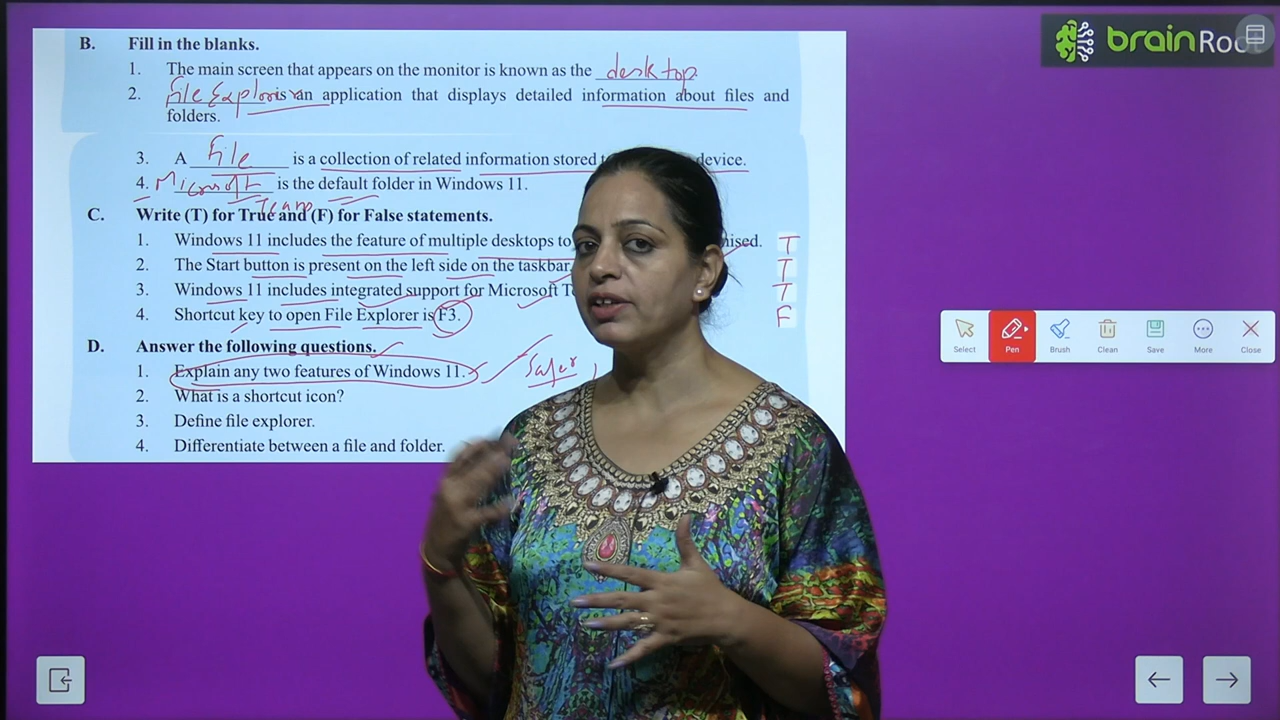 brainRoo
B. Fill in the blanks.
1. The main screen that appears on the monitor is known as the desktop.
2. File Explorer is an application that displays detailed information about files and
folders.
3. A File is a collection of related information stored device.
4. Microsoft Team is the default folder in Windows 11.
C. Write (T) for True and (F) for False statements.
1. Windows 11 includes the feature of multiple desktops to nised. T
2. The Start button is present on the left side on the taskbar. T
3. Windows 11 includes integrated support for Microsoft T T
4. Shortcut key to open File Explorer is F3. F
D. Answer the following questions.
1. Explain any two features of Windows 11. Safer
2. What is a shortcut icon?
3. Define file explorer.
4. Differentiate between a file and folder.
Select Pen Brush Clean Save More Close